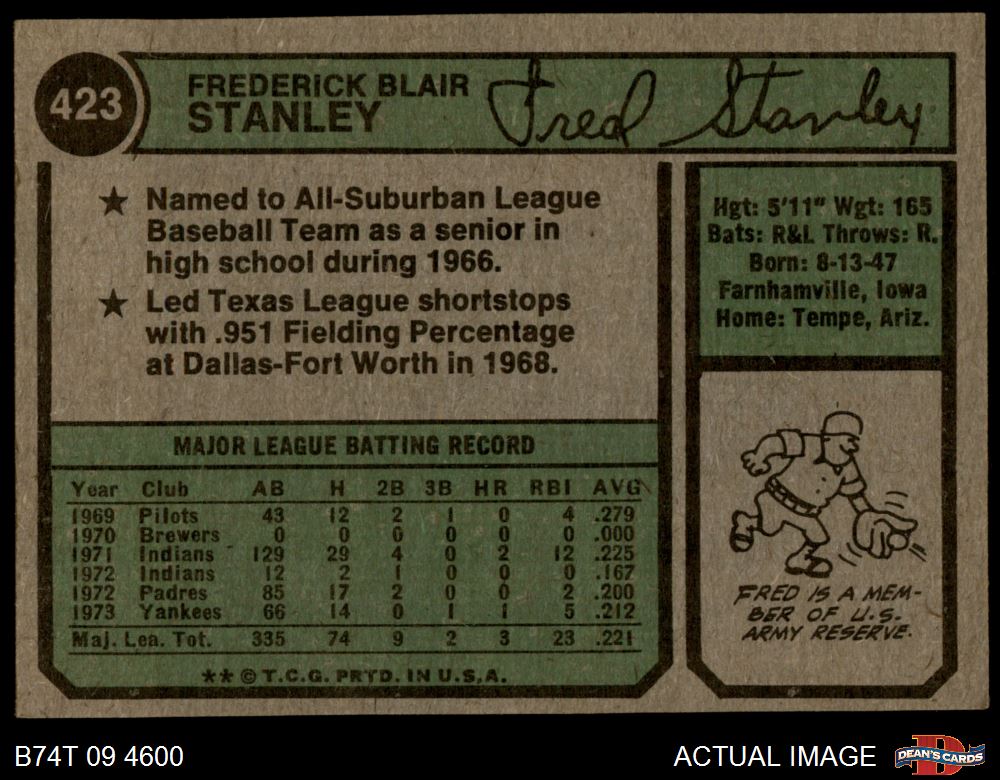 423
FREDERICK BLAIR
STANLEY
Fred Stanley
★ Named to All-Suburban League
Baseball Team as a senior in
high school during 1966.
★ Led Texas League shortstops
with .951 Fielding Percentage
at Dallas-Fort Worth in 1968.
Hgt: 5'11" Wgt: 165
Bats: R&L Throws: R.
Born: 8-13-47
Farnhamville, Iowa
Home: Tempe, Ariz.
MAJOR LEAGUE BATTING RECORD
Year Club AB H 2B 3B HR RBI AVG
1969 Pilots 43 12 2 1 0 4 .279
1970 Brewers 0 0 0 0 0 0 .000
1971 Indians 129 29 4 0 2 12 .225
1972 Indians 12 2 1 0 0 0 .167
1972 Padres 85 17 2 0 0 2 .200
1973 Yankees 66 14 0 1 1 5 .212
Maj. Lea. Tot. 335 74 9 2 3 23 .221
** © T.C.G. PRTD. IN U.S.A.
FRED IS A MEM-
BER OF U.S.
ARMY RESERVE.
B74T 09 4600
ACTUAL IMAGE
D
DEAN'S CARDS